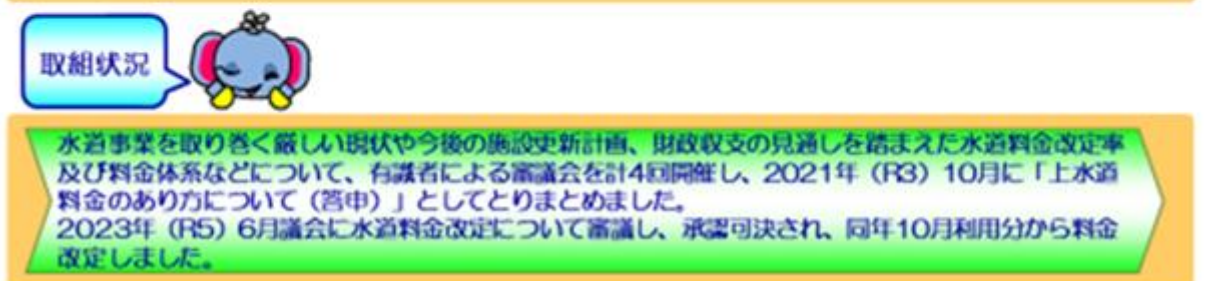 取組状況
水道事業を取り巻く厳しい現状や今後の施設更新計画、財政収支の見通しを踏まえた水道料金改定率
及び料金体系などについて、有識者による審議会を計4回開催し、2021年（R3）10月に「上水道
料金のあり方について（答申）」としてとりまとめました。
2023年（R5）6月議会に水道料金改定について審議し、承認可決され、同年10月利用分から料金
改定しました。